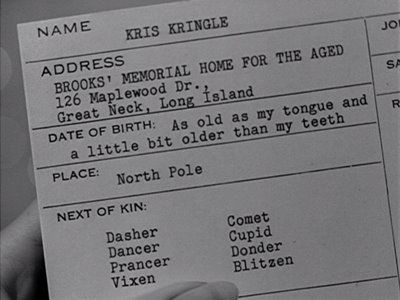 NAME KRIS KRINGLE
ADDRESS
BROOKS' MEMORIAL HOME FOR THE AGED
126 Maplewood Dr.,
Great Neck, Long Island
DATE OF BIRTH: As old as my tongue and
a little bit older than my teeth
PLACE: North Pole
NEXT OF KIN:
Dasher Comet
Dancer Cupid
Prancer Donder
Vixen Blitzen
JO
SA
R